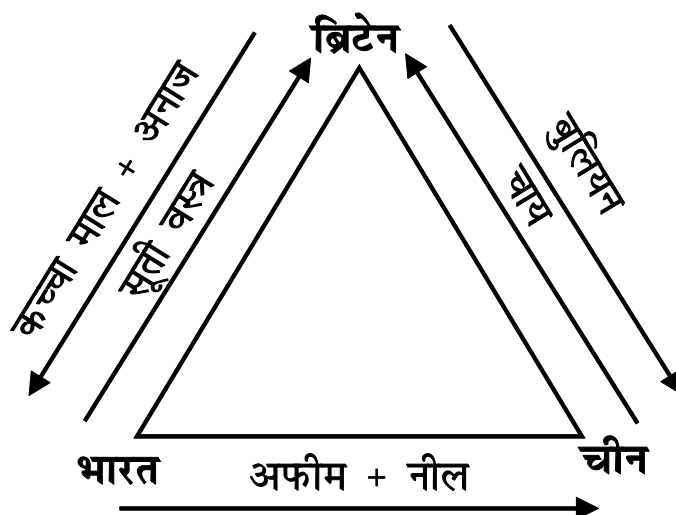 ब्रिटेन
कच्चा माल + अनाज
सूती वस्त्र
चाय
बुलियन
भारत
अफीम + नील
चीन